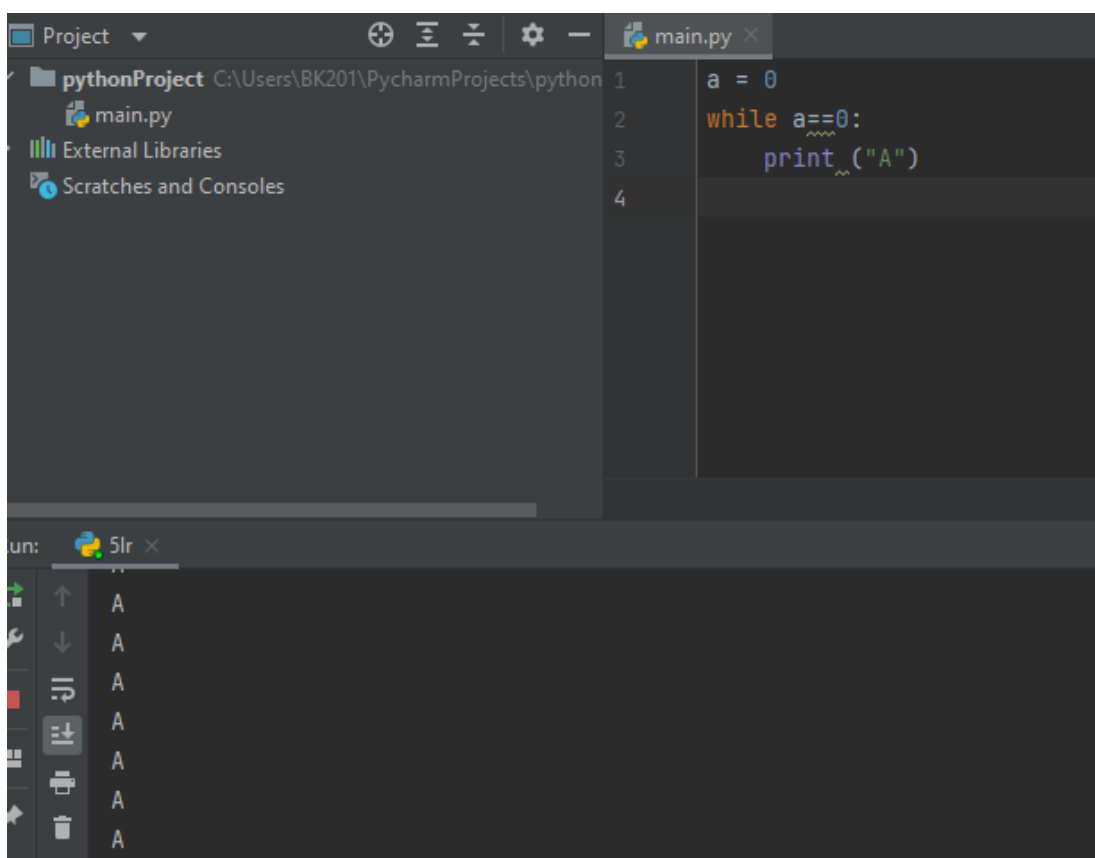 Project
pythonProject C:\Users\BK201\PycharmProjects\python
main.py
External Libraries
Scratches and Consoles
main.py
1 a = 0
2 while a==0:
3 print ("A")
4
un:
5lr
A
A
A
A
A
A
A